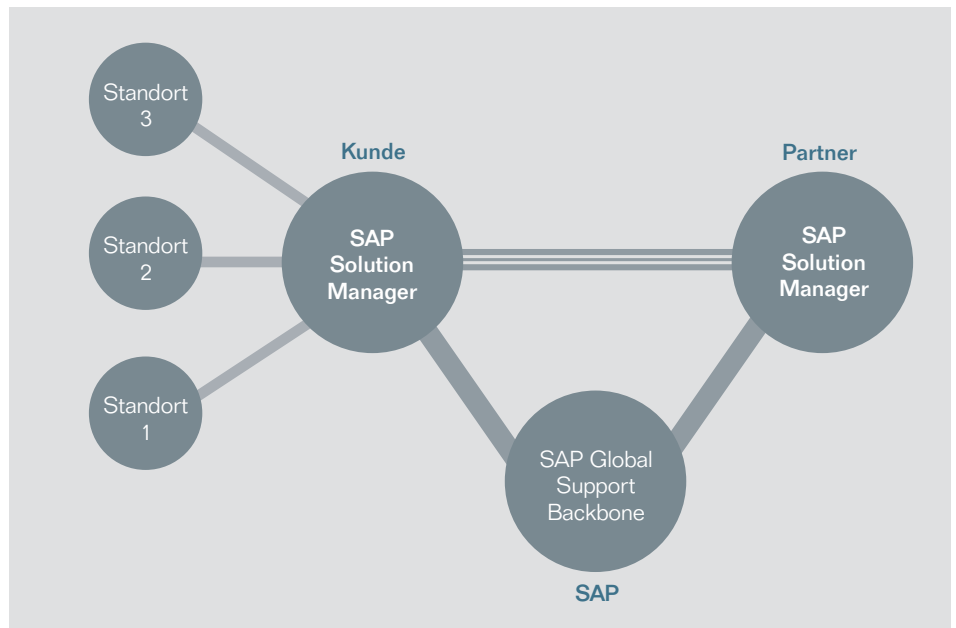 Standort
3
Standort
2
Standort
1
Kunde
SAP
Solution
Manager
Partner
SAP
Solution
Manager
SAP Global
Support
Backbone
SAP